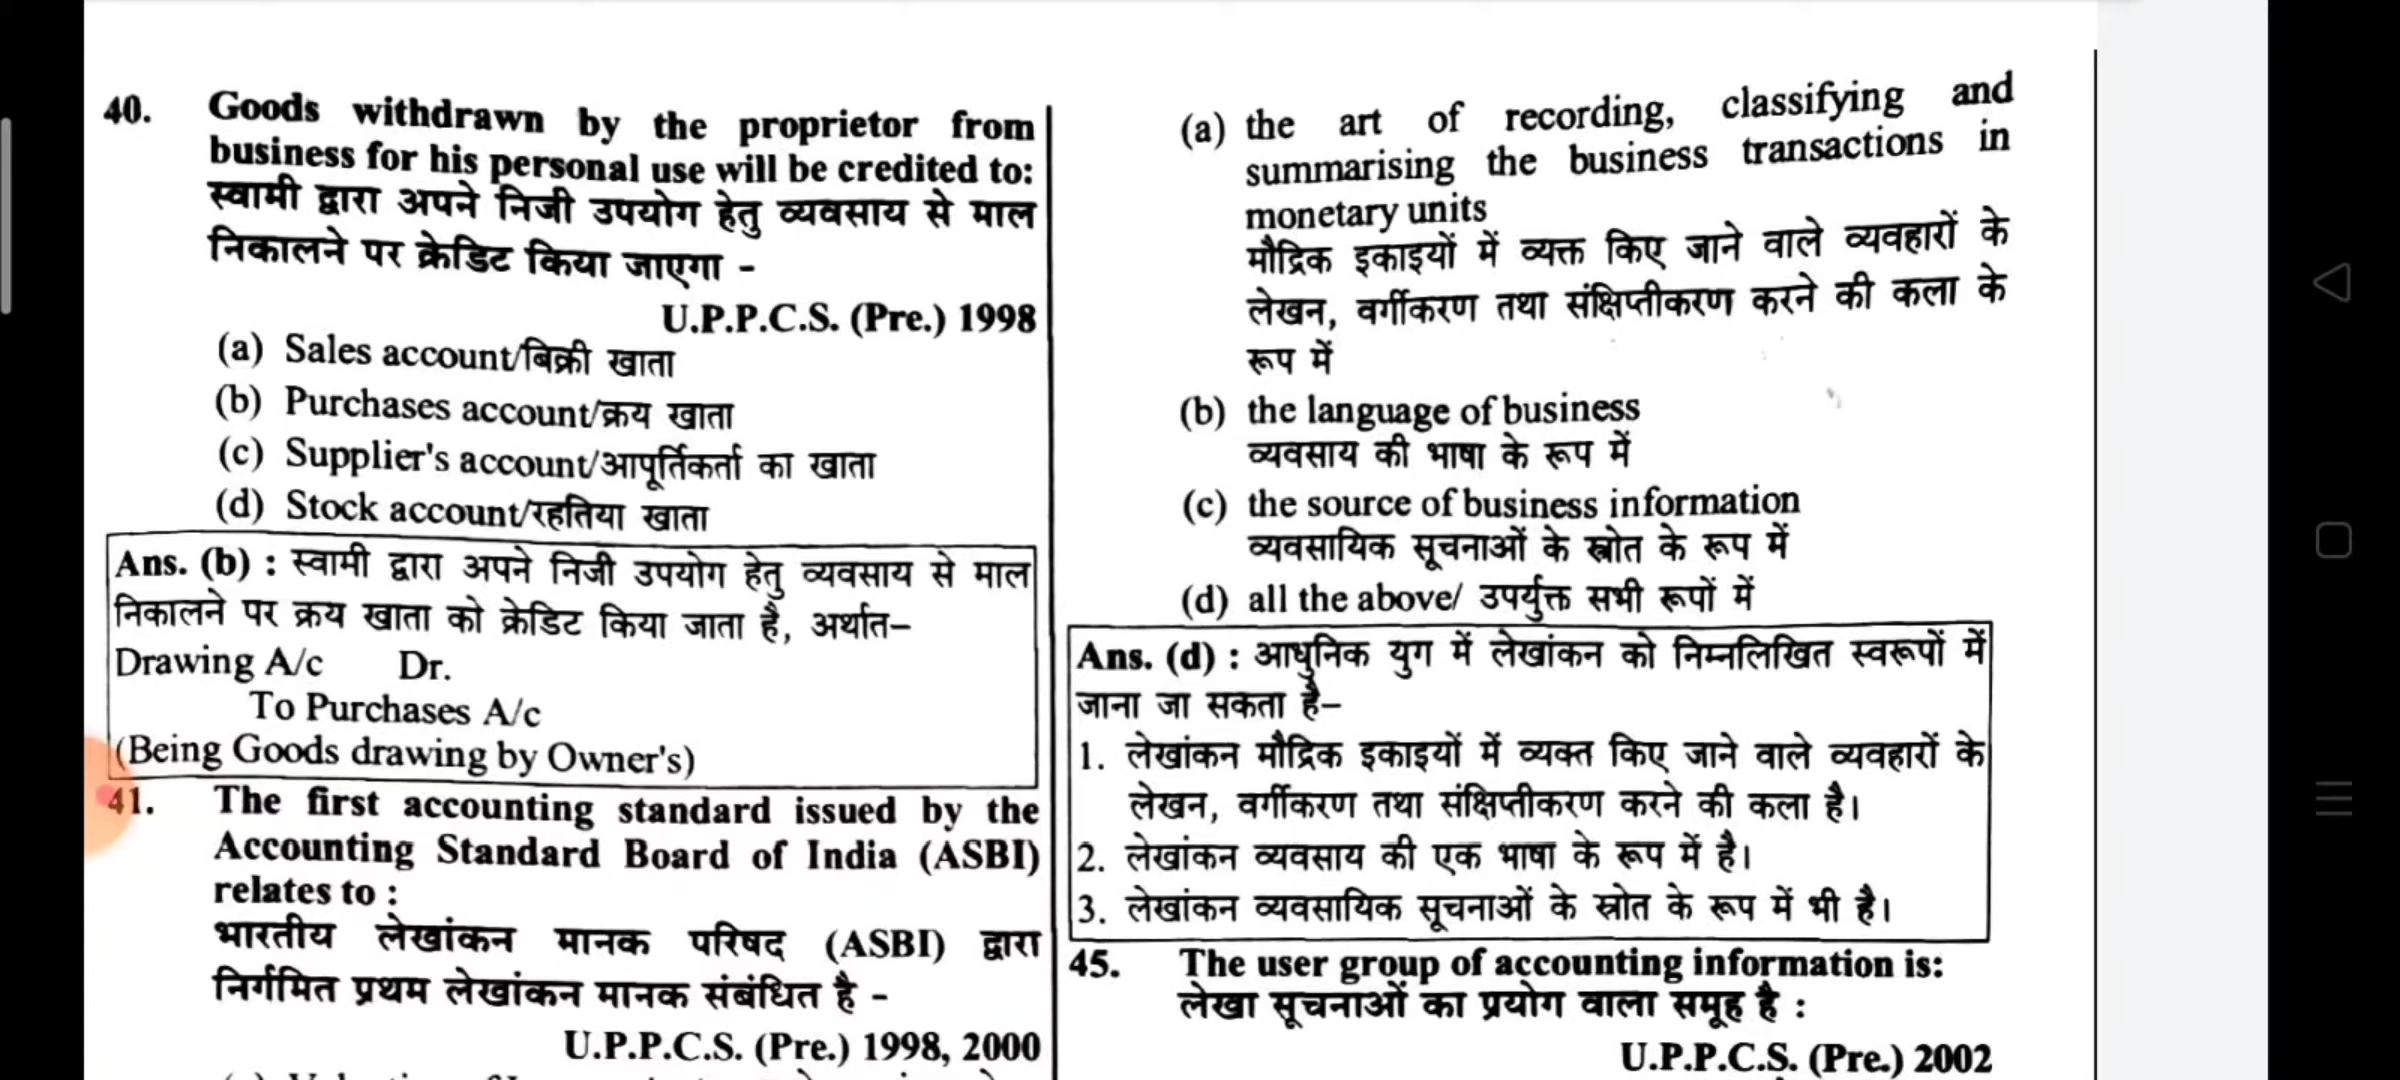 40. Goods withdrawn by the proprietor from
business for his personal use will be credited to:
स्वामी द्वारा अपने निजी उपयोग हेतु व्यवसाय से माल
निकालने पर क्रेडिट किया जाएगा -
U.P.P.C.S. (Pre.) 1998
(a) Sales account/बिक्री खाता
(b) Purchases account/क्रय खाता
(c) Supplier's account/आपूर्तिकर्ता का खाता
(d) Stock account/रहतिया खाता
Ans. (b) : स्वामी द्वारा अपने निजी उपयोग हेतु व्यवसाय से माल
निकालने पर क्रय खाता को क्रेडिट किया जाता है, अर्थात–
Drawing A/c Dr.
To Purchases A/c
(Being Goods drawing by Owner's)
41. The first accounting standard issued by the
Accounting Standard Board of India (ASBI)
relates to :
भारतीय लेखांकन मानक परिषद (ASBI) द्वारा
निर्गमित प्रथम लेखांकन मानक संबंधित है -
U.P.P.C.S. (Pre.) 1998, 2000
(a) the art of recording, classifying and
summarising the business transactions in
monetary units
मौद्रिक इकाइयों में व्यक्त किए जाने वाले व्यवहारों के
लेखन, वर्गीकरण तथा संक्षिप्तीकरण करने की कला के
रूप में
(b) the language of business
व्यवसाय की भाषा के रूप में
(c) the source of business information
व्यवसायिक सूचनाओं के स्त्रोत के रूप में
(d) all the above/ उपर्युक्त सभी रूपों में
Ans. (d) : आधुनिक युग में लेखांकन को निम्नलिखित स्वरूपों में
जाना जा सकता है–
1. लेखांकन मौद्रिक इकाइयों में व्यक्त किए जाने वाले व्यवहारों के
लेखन, वर्गीकरण तथा संक्षिप्तीकरण करने की कला है।
2. लेखांकन व्यवसाय की एक भाषा के रूप में है।
3. लेखांकन व्यवसायिक सूचनाओं के स्रोत के रूप में भी है।
45. The user group of accounting information is:
लेखा सूचनाओं का प्रयोग वाला समूह है :
U.P.P.C.S. (Pre.) 2002